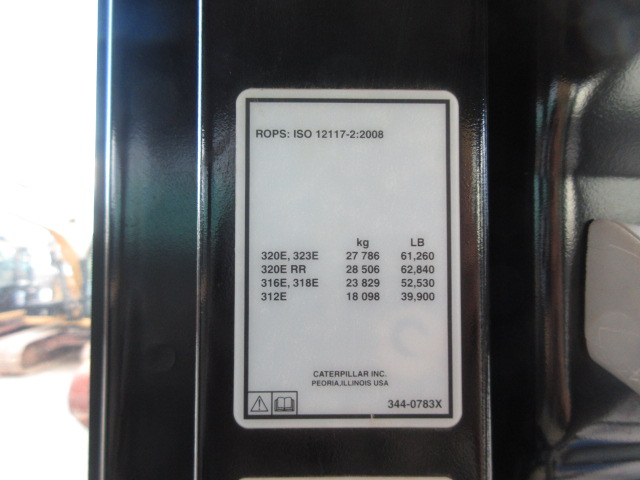 ROPS: ISO 12117-2:2008
kg LB
320E, 323E 27 786 61,260
320E RR 28 506 62,840
316E, 318E 23 829 52,530
312E 18 098 39,900
CATERPILLAR INC.
PEORIA,ILLINOIS USA
344-0783X